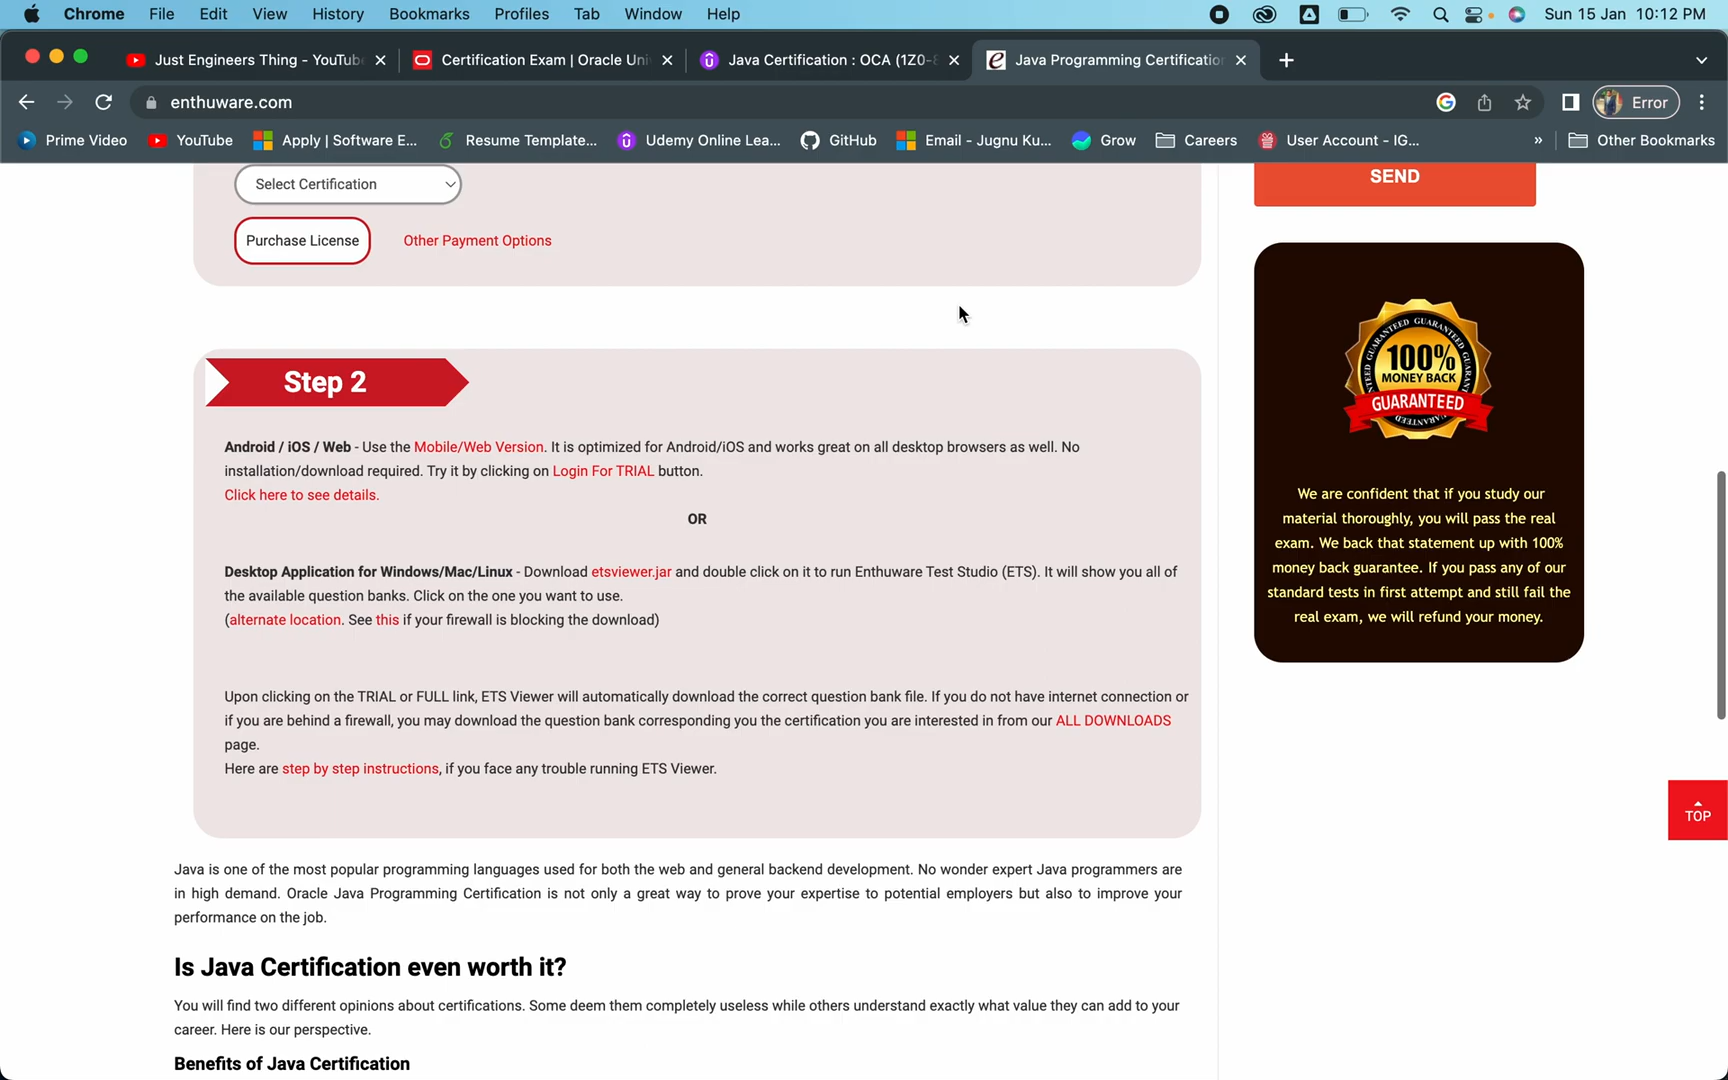 Chrome File Edit View History Bookmarks Profiles Tab Window Help Sun 15 Jan 10:12 PM
Just Engineers Thing - YouTub Certification Exam | Oracle Uni Java Certification : OCA (1Z0-8 Java Programming Certificatio
enthuware.com Error
Prime Video YouTube Apply | Software E... Resume Template... Udemy Online Lea... GitHub Email - Jugnu Ku... Grow Careers User Account - IG... » Other Bookmarks
Select Certification
SEND
Purchase License Other Payment Options
Step 2
Android / iOS / Web - Use the Mobile/Web Version. It is optimized for Android/iOS and works great on all desktop browsers as well. No
installation/download required. Try it by clicking on Login For TRIAL button.
Click here to see details.
OR
Desktop Application for Windows/Mac/Linux - Download etsviewer.jar and double click on it to run Enthuware Test Studio (ETS). It will show you all of
the available question banks. Click on the one you want to use.
(alternate location. See this if your firewall is blocking the download)
Upon clicking on the TRIAL or FULL link, ETS Viewer will automatically download the correct question bank file. If you do not have internet connection or
if you are behind a firewall, you may download the question bank corresponding you the certification you are interested in from our ALL DOWNLOADS
page.
Here are step by step instructions, if you face any trouble running ETS Viewer.
GUARANTEED GUARANTEED GUARANTEED
100%
MONEY BACK
GUARANTEED
We are confident that if you study our
material thoroughly, you will pass the real
exam. We back that statement up with 100%
money back guarantee. If you pass any of our
standard tests in first attempt and still fail the
real exam, we will refund your money.
TOP
Java is one of the most popular programming languages used for both the web and general backend development. No wonder expert Java programmers are
in high demand. Oracle Java Programming Certification is not only a great way to prove your expertise to potential employers but also to improve your
performance on the job.
Is Java Certification even worth it?
You will find two different opinions about certifications. Some deem them completely useless while others understand exactly what value they can add to your
career. Here is our perspective.
Benefits of Java Certification